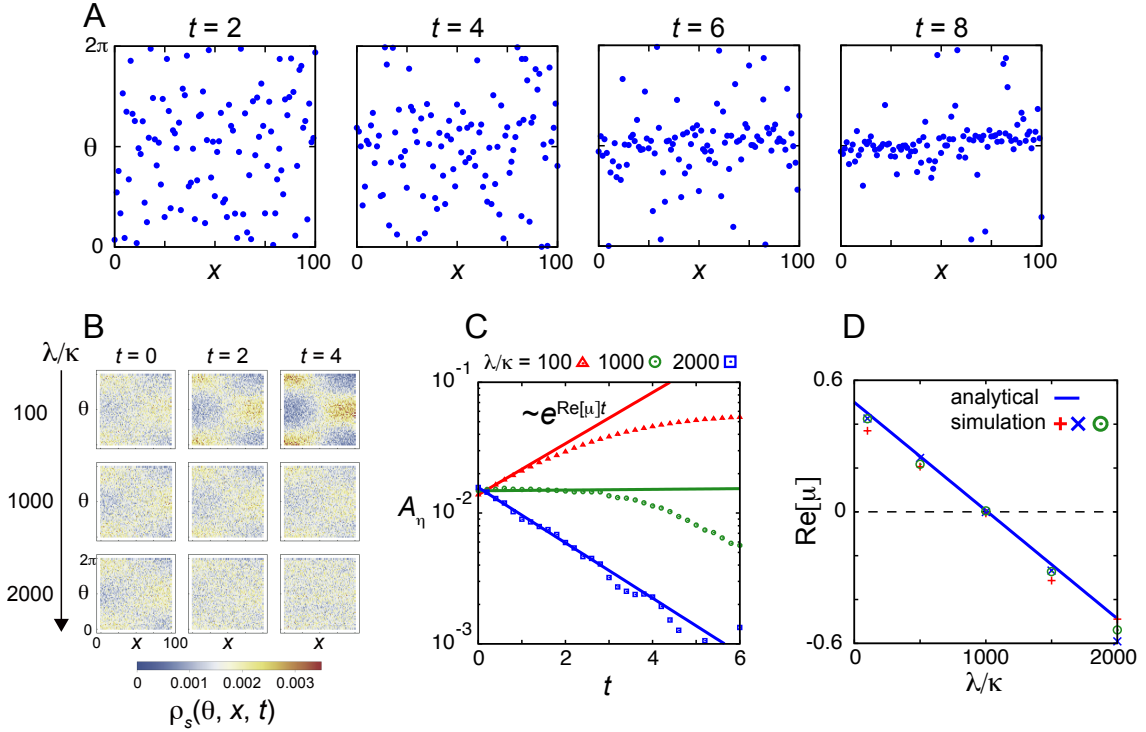 A
t = 2
t = 4
t = 6
t = 8
2π
θ
0
0
x
100
0
x
100
0
x
100
0
x
100
B
λ/κ
t = 0
t = 2
t = 4
100
θ
1000
θ
2000
2π
θ
0
0
x
100
x
x
0
0.001
0.002
0.003
ρs(θ, x, t)
C
λ/κ = 100 1000 2000
10-1
~eRe[μ]t
10-2
Aη
10-3
0
2
4
6
t
D
0.6
analytical
simulation
Re[μ]
0
-0.6
0
1000
2000
λ/κ